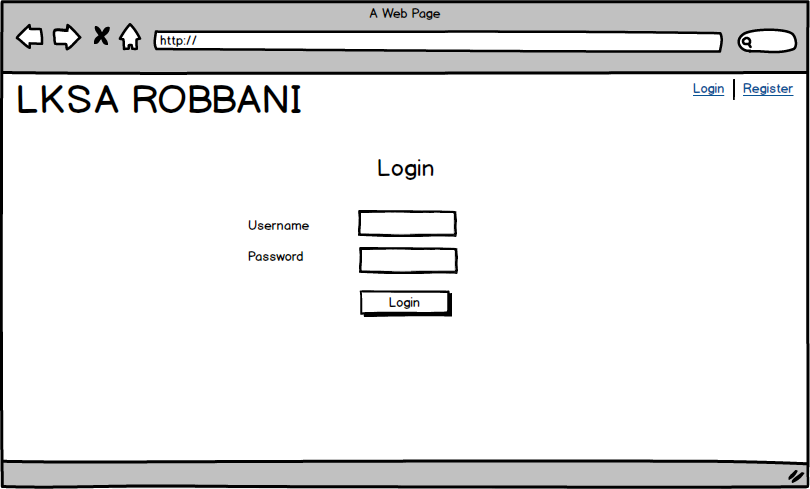 A Web Page
http://
LKSA ROBBANI
Login
Register
Login
Username
Password
Login